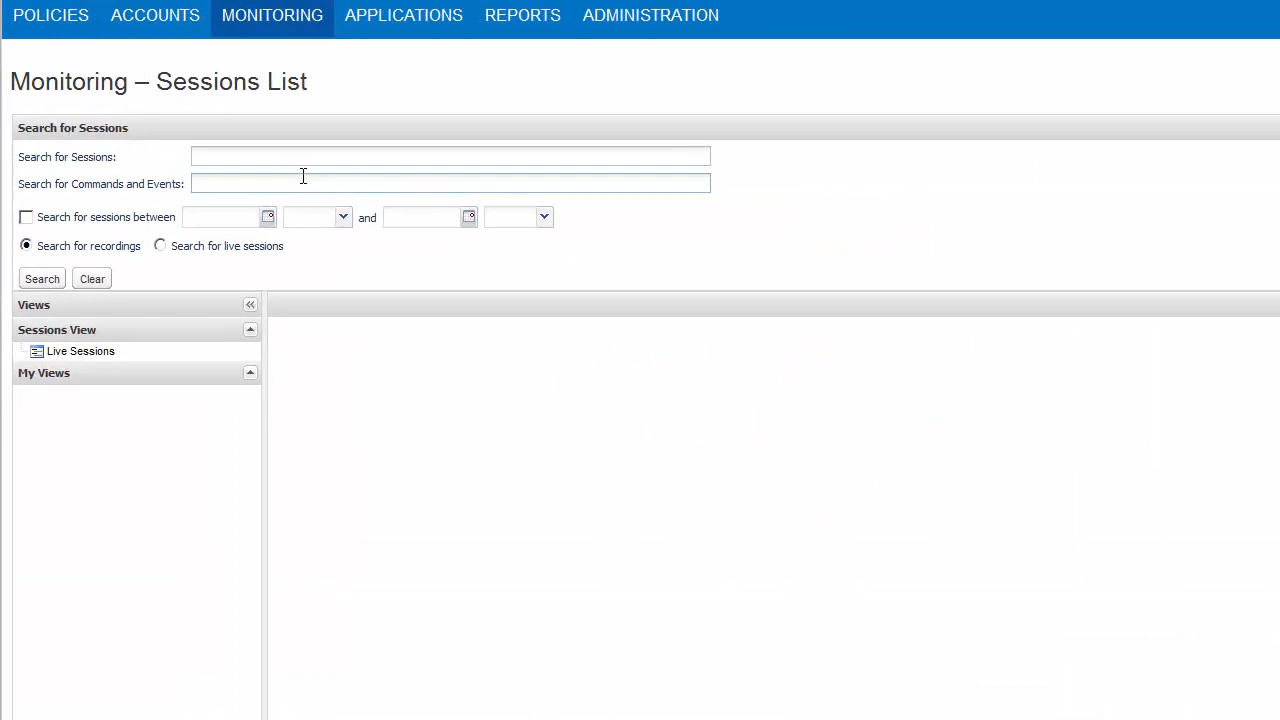 POLICIES ACCOUNTS MONITORING APPLICATIONS REPORTS ADMINISTRATION
Monitoring – Sessions List
Search for Sessions
Search for Sessions:
Search for Commands and Events:
Search for sessions between and
Search for recordings Search for live sessions
Search Clear
Views
Sessions View
Live Sessions
My Views